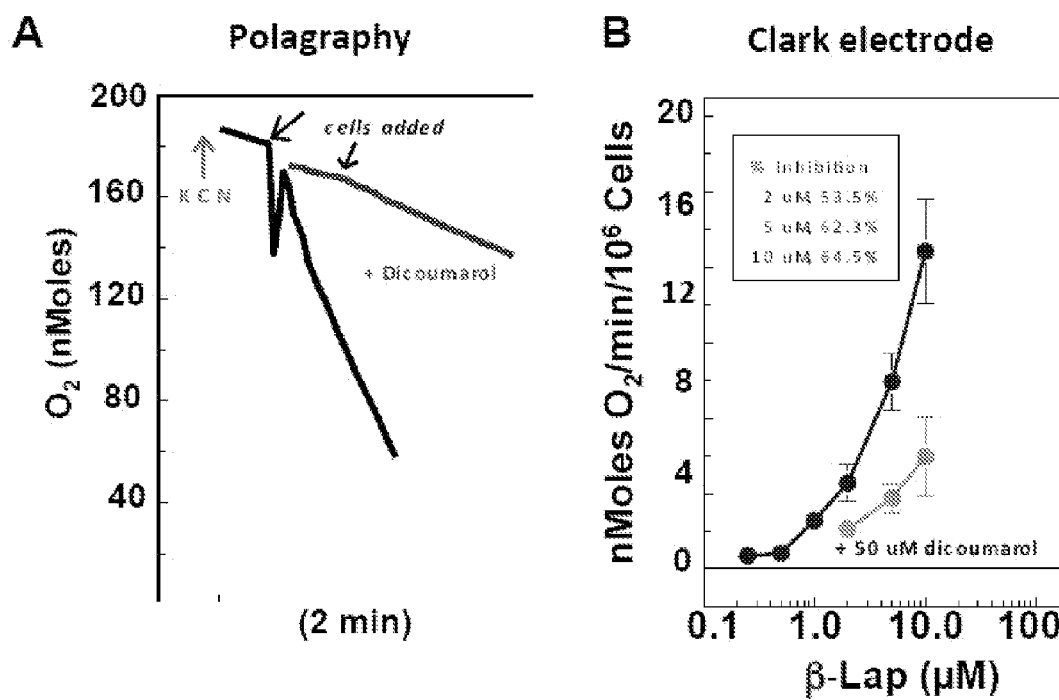 A
Polagraphy
200
160
120
80
40
O2 (nMoles)
KCN
cells added
+ Dicoumarol
(2 min)
B
Clark electrode
20
16
12
8
4
0
nMoles O2/min/10^6 Cells
% inhibition
2 uM, 53.5%
5 uM, 62.3%
10 uM, 64.5%
+ 50 uM dicoumarol
0.1 1.0 10.0 100
β-Lap (µM)